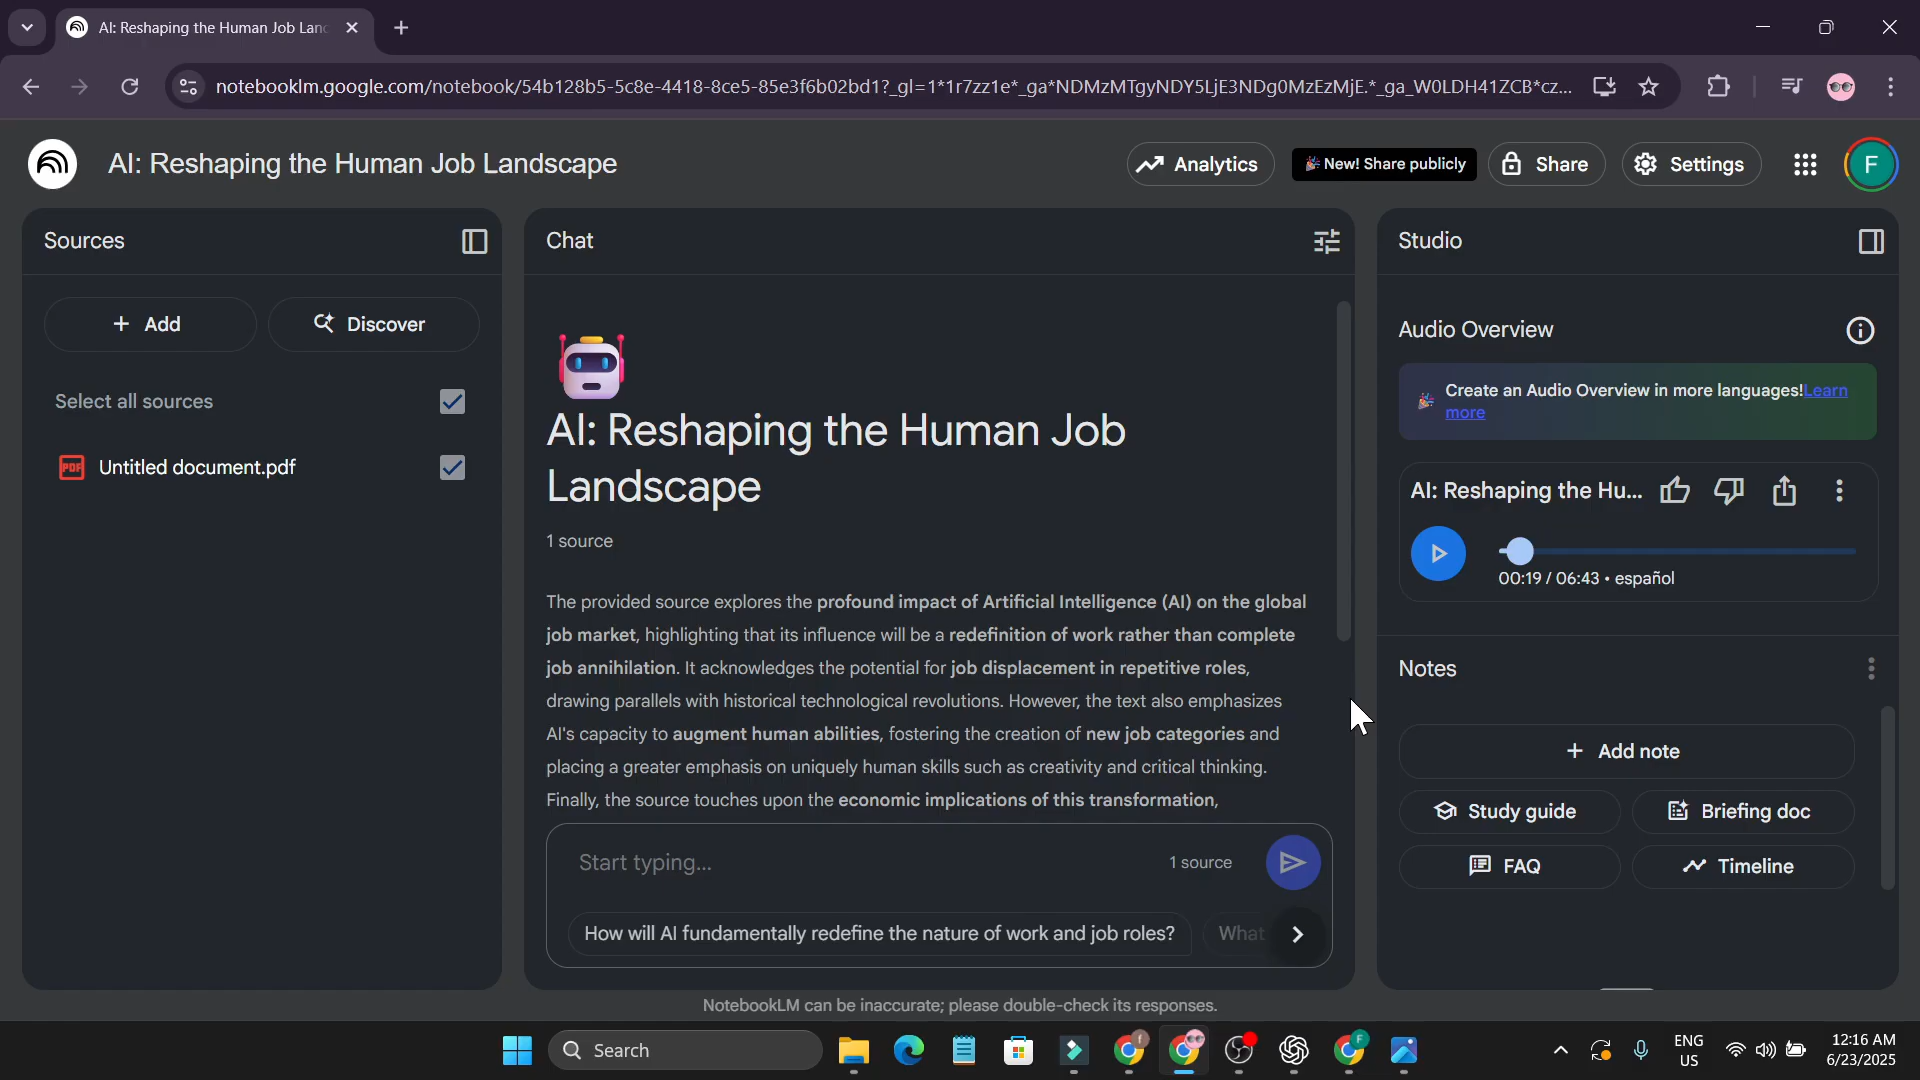 AI: Reshaping the Human Job Lan
notebooklm.google.com/notebook/54b128b5-5c8e-4418-8ce5-85e3f6b02bd1?_gl=1*1r7zz1e*_ga*NDMzMTgyNDY5LjE3NDg0MzEzMjE.*_ga_W0LDH41ZCB*cz...
AI: Reshaping the Human Job Landscape
Analytics
🎉 New! Share publicly
Share
Settings
F
Sources
Add
Discover
Select all sources
PDF Untitled document.pdf
Chat
AI: Reshaping the Human Job
Landscape
1 source
The provided source explores the profound impact of Artificial Intelligence (AI) on the global
job market, highlighting that its influence will be a redefinition of work rather than complete
job annihilation. It acknowledges the potential for job displacement in repetitive roles,
drawing parallels with historical technological revolutions. However, the text also emphasizes
AI's capacity to augment human abilities, fostering the creation of new job categories and
placing a greater emphasis on uniquely human skills such as creativity and critical thinking.
Finally, the source touches upon the economic implications of this transformation,
Start typing...
1 source
How will AI fundamentally redefine the nature of work and job roles?
What
NotebookLM can be inaccurate; please double-check its responses.
Studio
Audio Overview
Create an Audio Overview in more languages!Learn
more
AI: Reshaping the Hu...
00:19 / 06:43 • español
Notes
Add note
Study guide
Briefing doc
FAQ
Timeline
Search
ENG
US
12:16 AM
6/23/2025